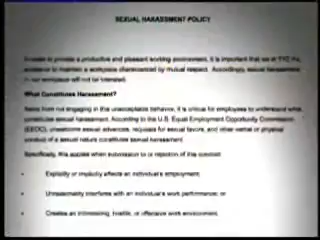 SEXUAL HARASSMENT POLICY
In order to provide a productive and pleasant working environment, it is important that we at XYZ Inc.
endeavor to maintain a workplace characterized by mutual respect. Accordingly, sexual harassment
in our workplace will not be tolerated.
What Constitutes Harassment?
Aside from not engaging in this unacceptable behavior, it is critical for employees to understand what
constitutes sexual harassment. According to the U.S. Equal Employment Opportunity Commission
(EEOC), unwelcome sexual advances, requests for sexual favors, and other verbal or physical
conduct of a sexual nature constitutes sexual harassment.
Specifically, this occurs when submission to or rejection of this conduct:
• Explicitly or implicitly affects an individual's employment;
• Unreasonably interferes with an individual's work performance; or
• Creates an intimidating, hostile, or offensive work environment.